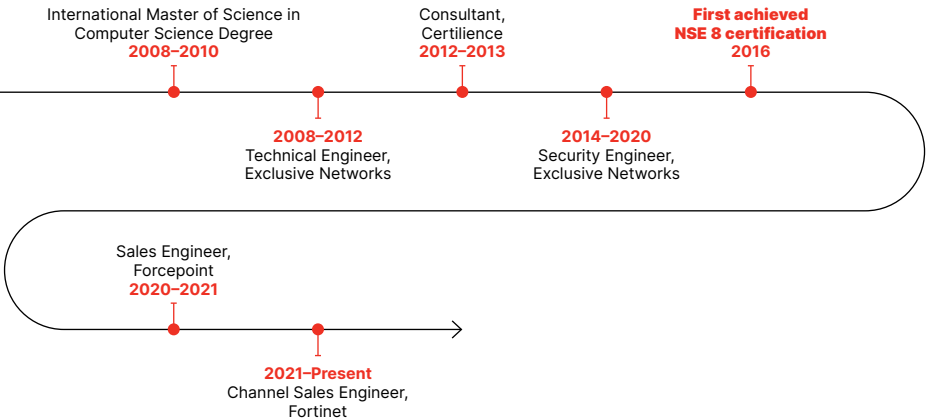 International Master of Science in
Computer Science Degree
2008–2010
2008–2012
Technical Engineer,
Exclusive Networks
Consultant,
Certilience
2012–2013
2014–2020
Security Engineer,
Exclusive Networks
First achieved
NSE 8 certification
2016
Sales Engineer,
Forcepoint
2020–2021
2021–Present
Channel Sales Engineer,
Fortinet